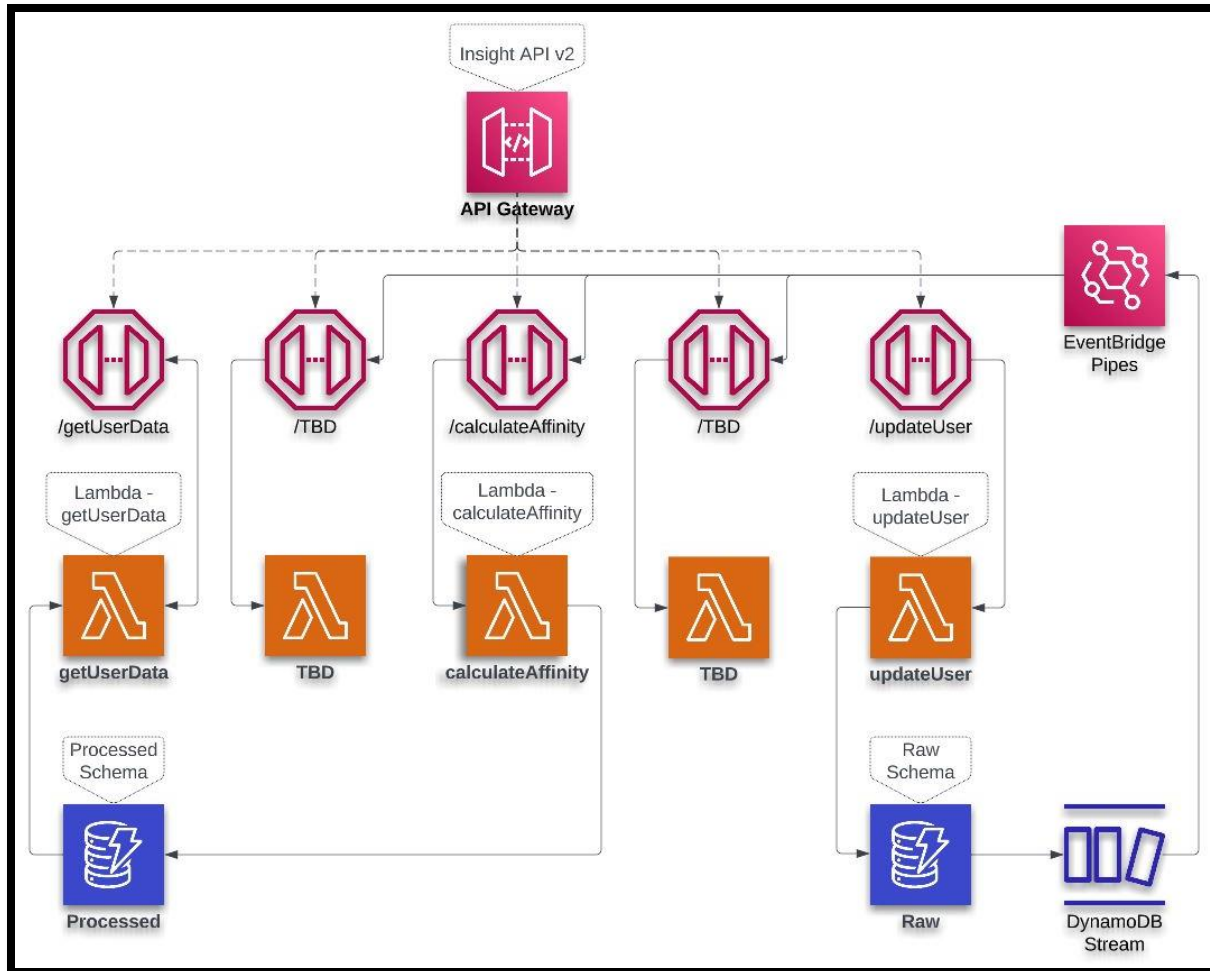 Insight API v2
API Gateway
EventBridge
Pipes
/getUserData
/TBD
/calculateAffinity
/TBD
/updateUser
Lambda -
getUserData
Lambda -
calculateAffinity
Lambda -
updateUser
getUserData
TBD
calculateAffinity
TBD
updateUser
Processed
Schema
Raw
Schema
Processed
Raw
DynamoDB
Stream